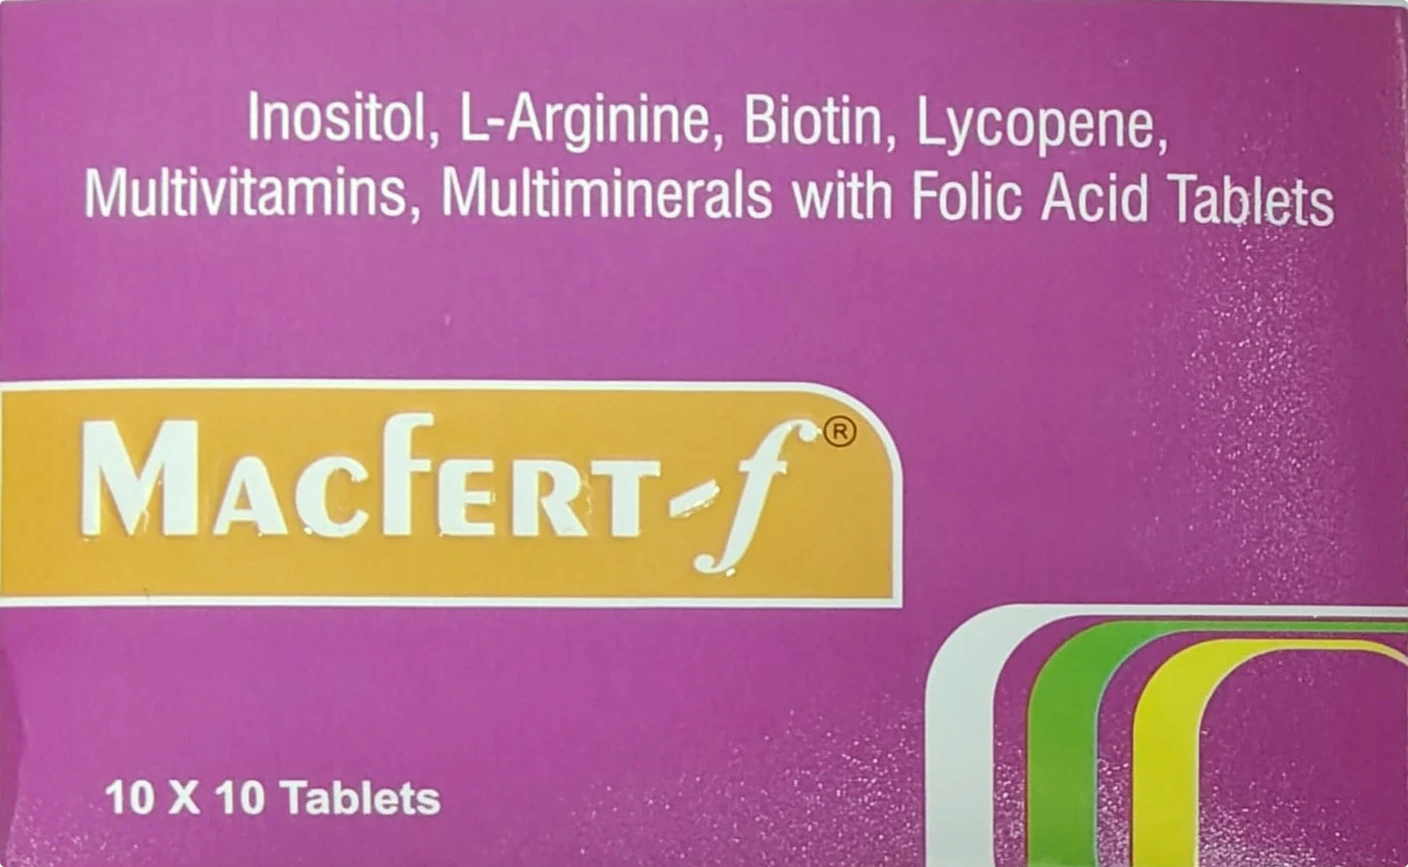 Inositol, L-Arginine, Biotin, Lycopene,
Multivitamins, Multiminerals with Folic Acid Tablets
MACFERT-f®
10 X 10 Tablets